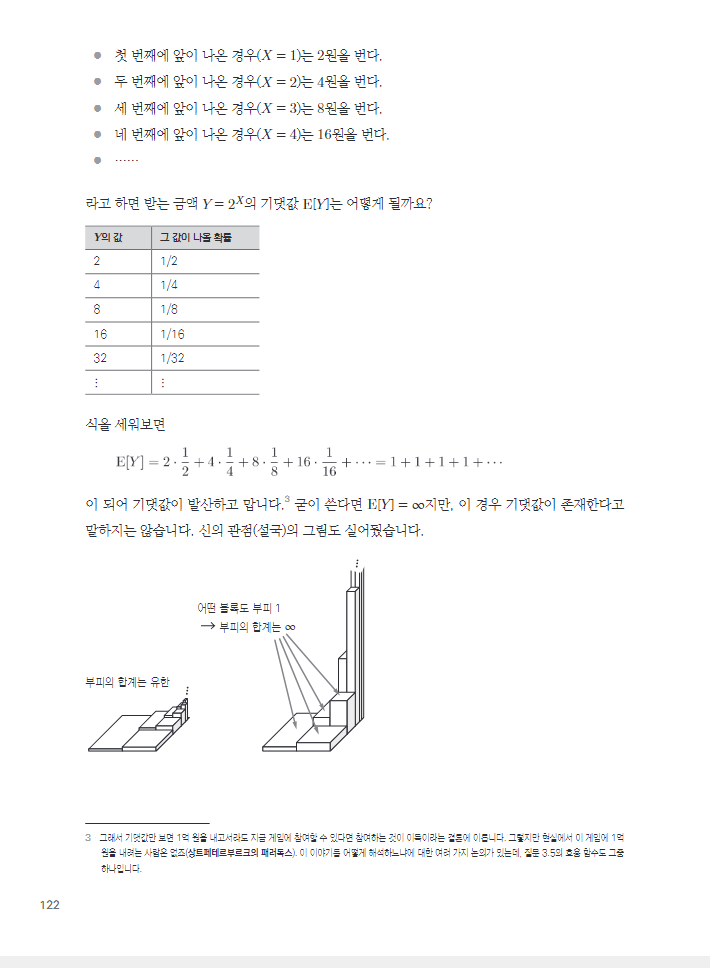 ● 첫 번째에 앞이 나온 경우(X = 1)는 2원을 번다.
● 두 번째에 앞이 나온 경우(X = 2)는 4원을 번다.
● 세 번째에 앞이 나온 경우(X = 3)는 8원을 번다.
● 네 번째에 앞이 나온 경우(X = 4)는 16원을 번다.
● ……
라고 하면 받는 금액 Y = 2^X의 기댓값 E[Y]는 어떻게 될까요?
Y의 값 그 값이 나올 확률
2 1/2
4 1/4
8 1/8
16 1/16
32 1/32
⋮ ⋮
식을 세워보면
E[Y] = 2 · 1/2 + 4 · 1/4 + 8 · 1/8 + 16 · 1/16 + ··· = 1 + 1 + 1 + 1 + ···
이 되어 기댓값이 발산하고 맙니다.3 굳이 쓴다면 E[Y] = ∞지만, 이 경우 기댓값이 존재한다고
말하지는 않습니다. 신의 관점(설국)의 그림도 실어뒀습니다.
어떤 블록도 부피 1
→ 부피의 합계는 ∞
부피의 합계는 유한
3 그래서 기댓값만 보면 1억 원을 내고서라도 지금 게임에 참여할 수 있다면 참여하는 것이 이득이라는 결론에 이릅니다. 그렇지만 현실에서 이 게임에 1억
원을 내려는 사람은 없죠(상트페테르부르크의 패러독스). 이 이야기를 어떻게 해석하느냐에 대한 여러 가지 논의가 있는데, 질문 3.5의 효용 함수도 그중
하나입니다.
122